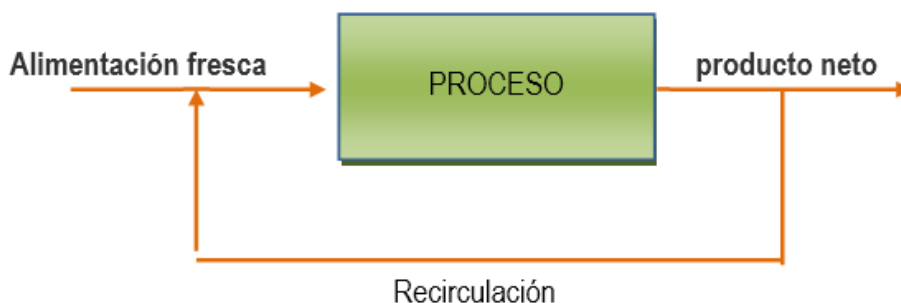 Alimentación fresca
PROCESO
producto neto
Recirculación